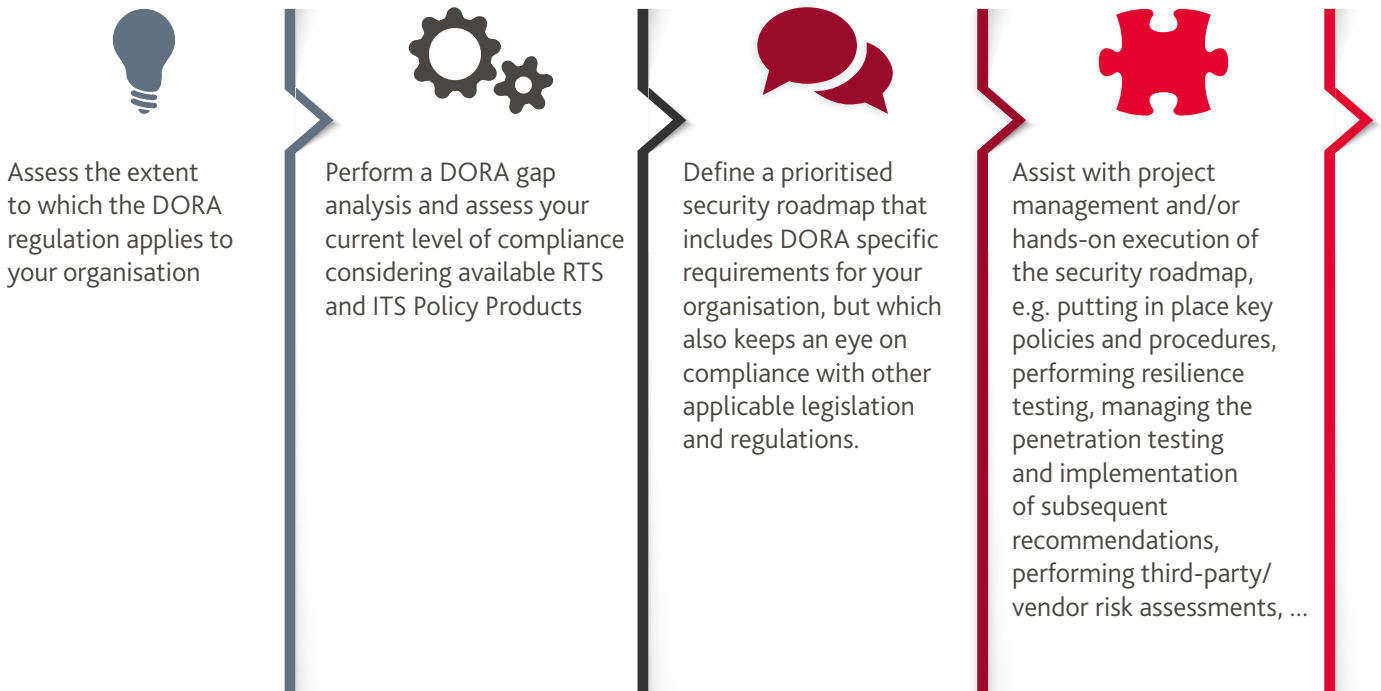 Assess the extent
to which the DORA
regulation applies to
your organisation
Perform a DORA gap
analysis and assess your
current level of compliance
considering available RTS
and ITS Policy Products
Define a prioritised
security roadmap that
includes DORA specific
requirements for your
organisation, but which
also keeps an eye on
compliance with other
applicable legislation
and regulations.
Assist with project
management and/or
hands-on execution of
the security roadmap,
e.g. putting in place key
policies and procedures,
performing resilience
testing, managing the
penetration testing
and implementation
of subsequent
recommendations,
performing third-party/
vendor risk assessments, ...